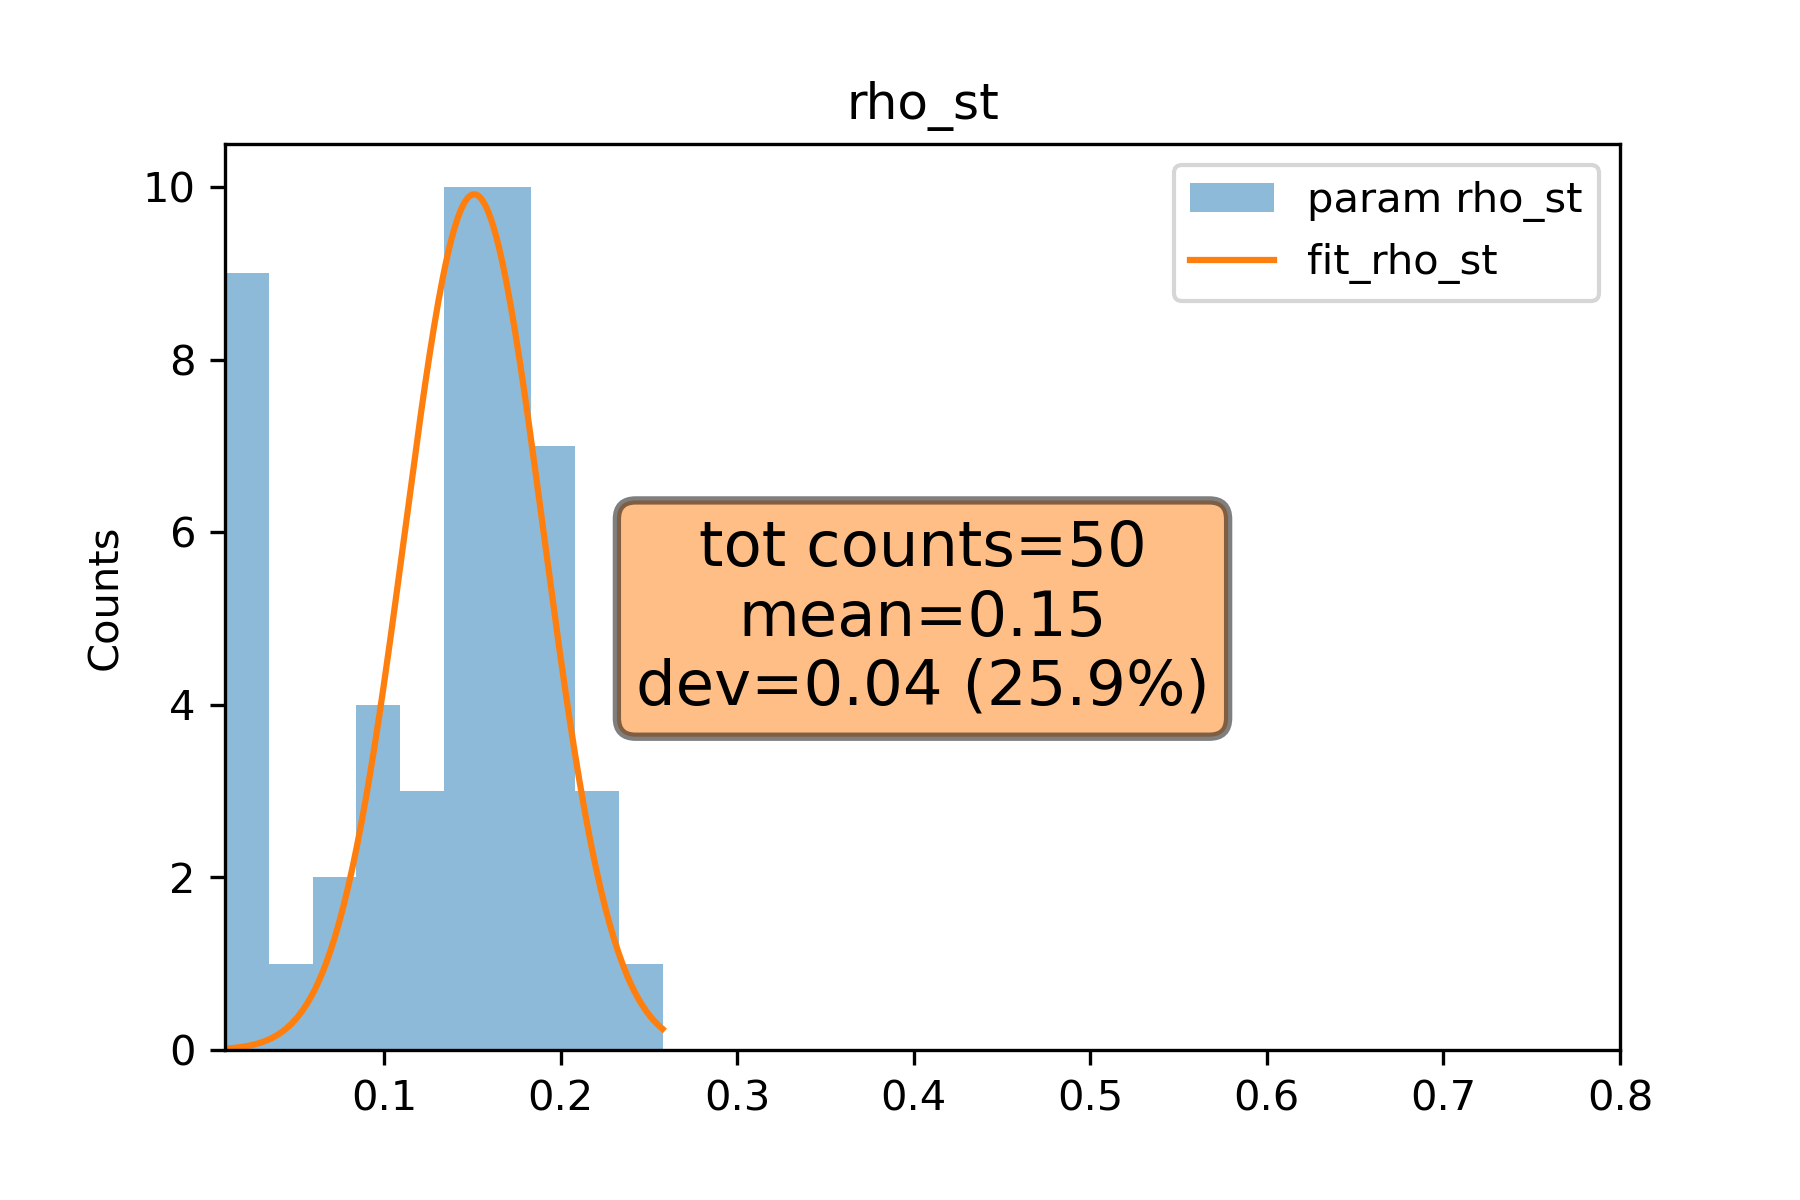 rho_st
10
8
6
4
2
0
Counts
param rho_st
fit_rho_st
tot counts=50
mean=0.15
dev=0.04 (25.9%)
0.1 0.2 0.3 0.4 0.5 0.6 0.7 0.8